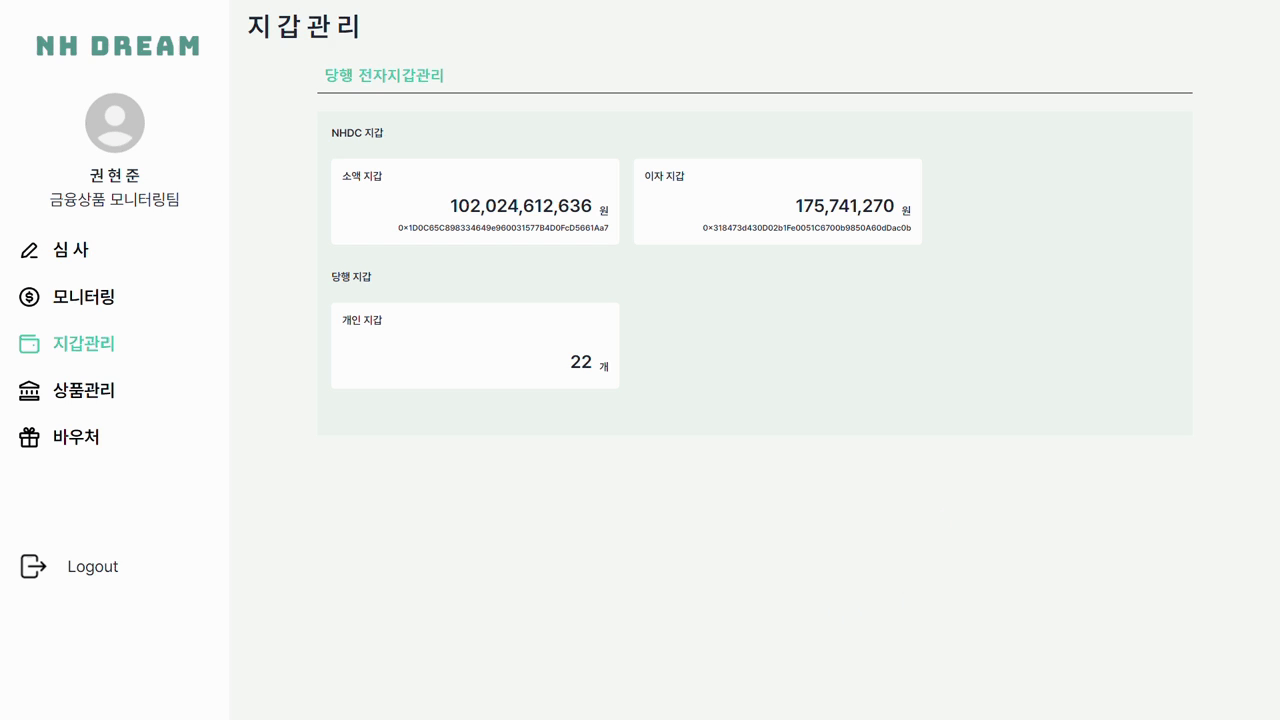 NH DREAM
권 현 준
금융상품 모니터링팀
심 사
모니터링
지갑관리
상품관리
바우처
Logout
지 갑 관 리
당행 전자지갑관리
NHDC 지갑
소액 지갑
102,024,612,636 원
0×1D0C65C898334649e960031577B4D0FcD5661Aa7
이자 지갑
175,741,270 원
0×318473d430D02b1Fe0051C6700b9850A60dDac0b
당행 지갑
개인 지갑
22 개